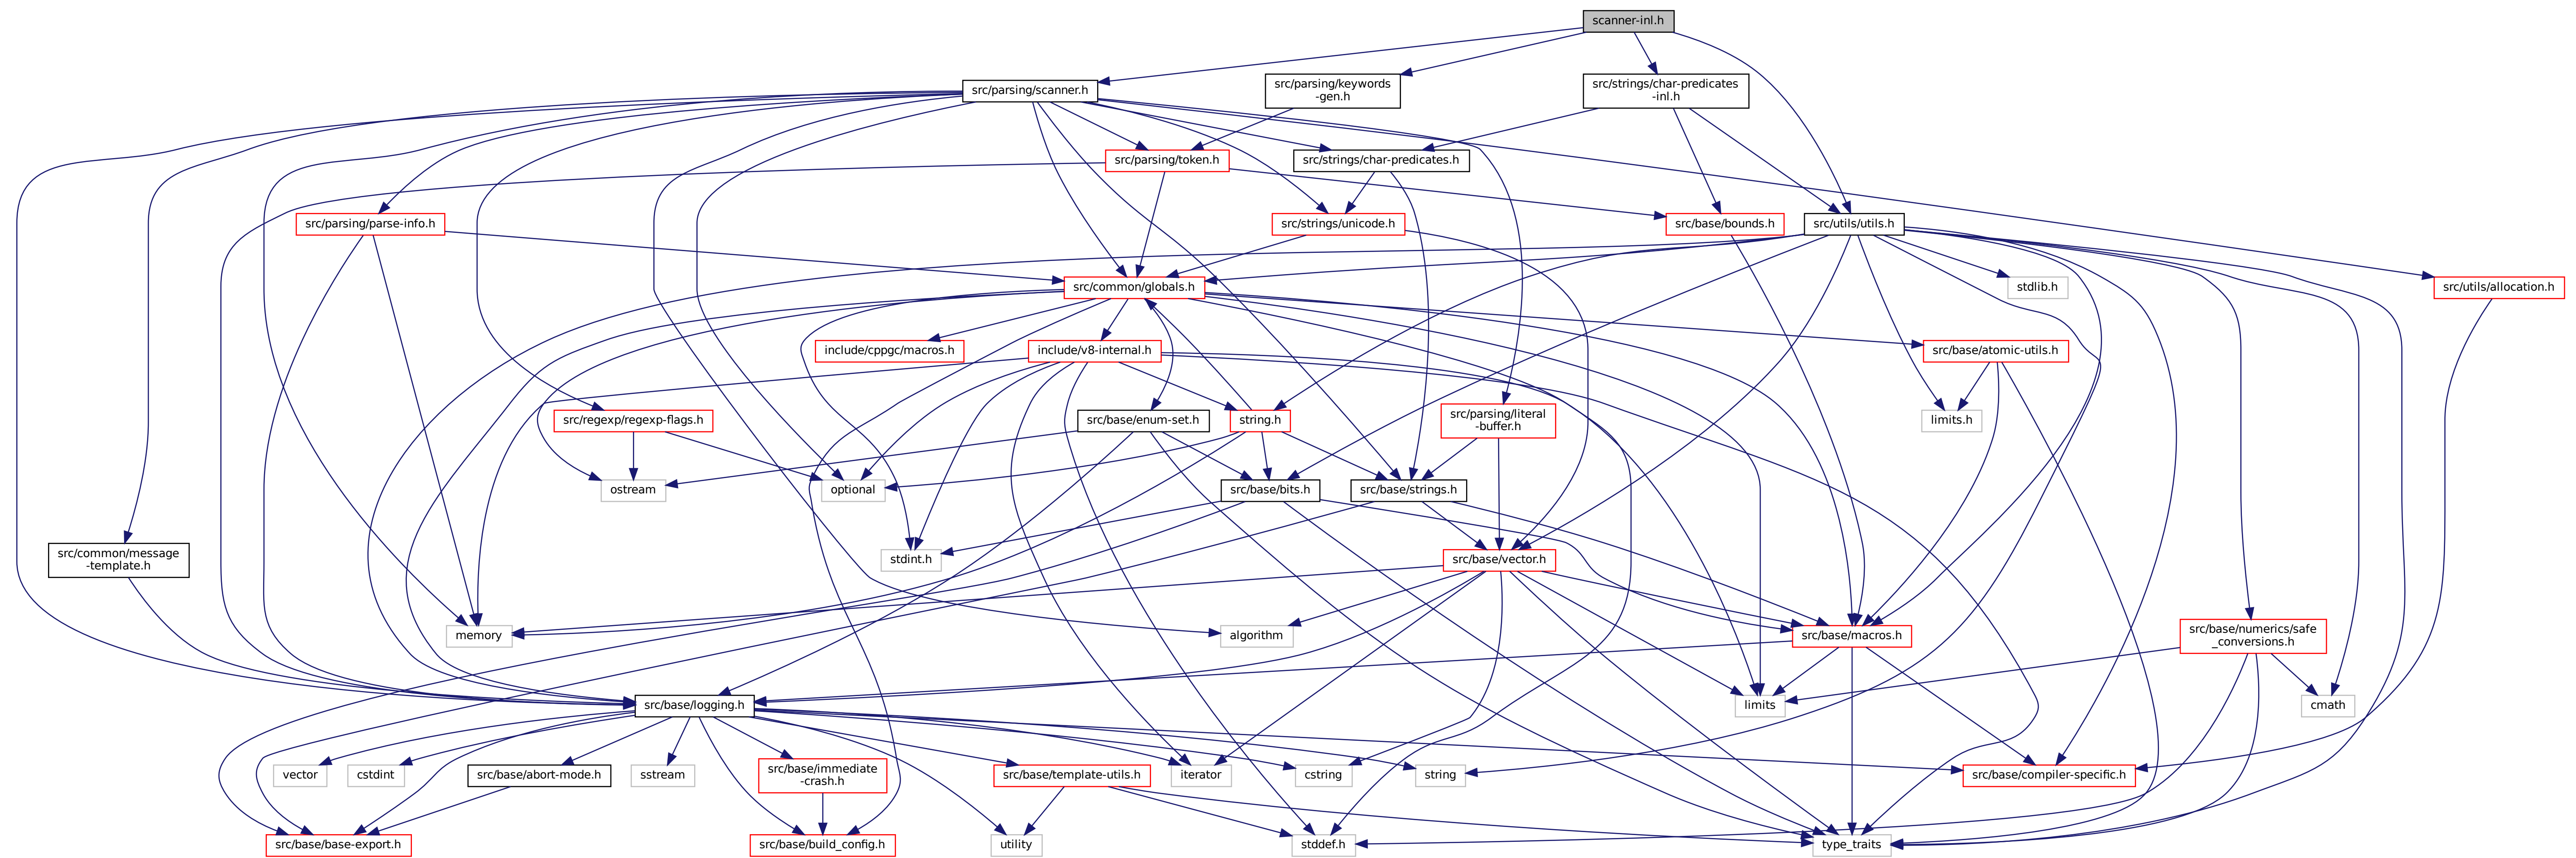 scanner-inl.h
src/parsing/scanner.h
src/parsing/keywords
-gen.h
src/strings/char-predicates
-inl.h
src/parsing/token.h
src/strings/char-predicates.h
src/parsing/parse-info.h
src/strings/unicode.h
src/base/bounds.h
src/utils/utils.h
src/common/globals.h
stdlib.h
src/utils/allocation.h
include/cppgc/macros.h
include/v8-internal.h
src/base/atomic-utils.h
src/regexp/regexp-flags.h
src/base/enum-set.h
string.h
src/parsing/literal
-buffer.h
limits.h
ostream
optional
src/base/bits.h
src/base/strings.h
src/common/message
-template.h
stdint.h
src/base/vector.h
memory
algorithm
src/base/macros.h
src/base/numerics/safe
_conversions.h
src/base/logging.h
limits
cmath
vector
cstdint
src/base/abort-mode.h
sstream
src/base/immediate
-crash.h
src/base/template-utils.h
iterator
cstring
string
src/base/compiler-specific.h
src/base/base-export.h
src/base/build_config.h
utility
stddef.h
type_traits